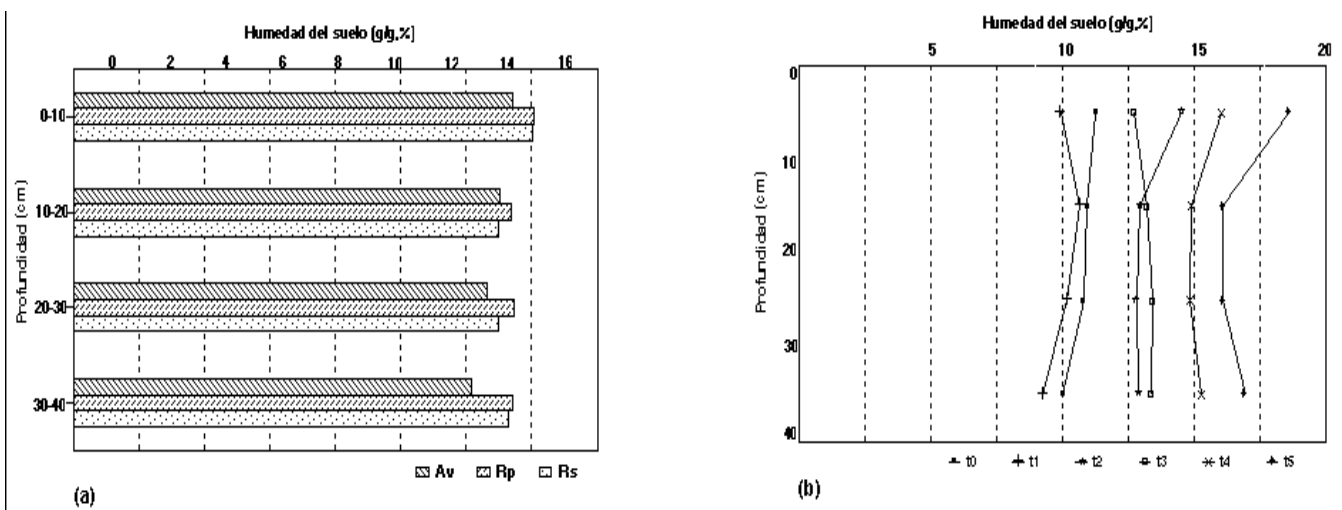 Humedad del suelo (g/g,%)
0 2 4 6 8 10 12 14 16
Profundidad (cm)
0-10
10-20
20-30
30-40
Av Rp Rs
(a)
Humedad del suelo (g/g,%)
5 10 15 20
Profundidad (cm)
0
10
20
30
40
t0 t1 t2 t3 t4 t5
(b)